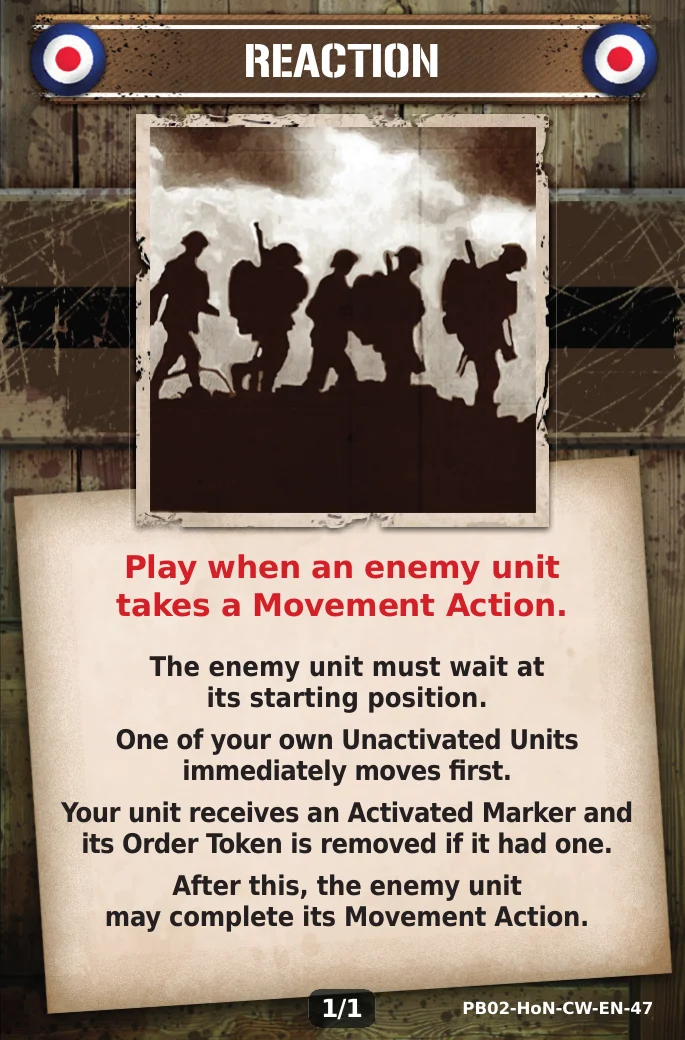 REACTION
Play when an enemy unit
takes a Movement Action.
The enemy unit must wait at
its starting position.
One of your own Unactivated Units
immediately moves first.
Your unit receives an Activated Marker and
its Order Token is removed if it had one.
After this, the enemy unit
may complete its Movement Action.
1/1
PB02-HoN-CW-EN-47